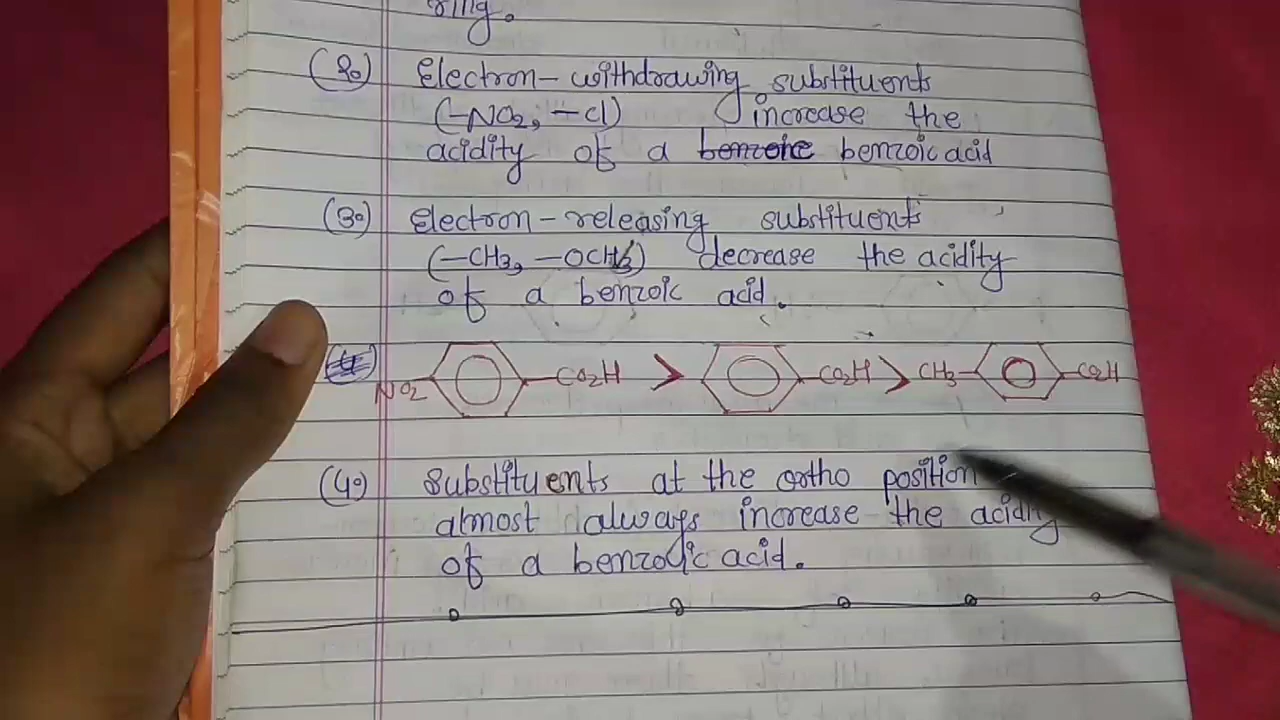 ring.
(2.) Electron-withdrawing substituents
(-NO2, -Cl) increase the
acidity of a benzoic acid
(3.) Electron-releasing substituents
(-CH3, -OCH3) decrease the acidity
of a benzoic acid.
NO2 -CO2H > -CO2H > CH3- -CO2H
(4.) Substituents at the ortho position
almost always increase the acidity
of a benzoic acid.